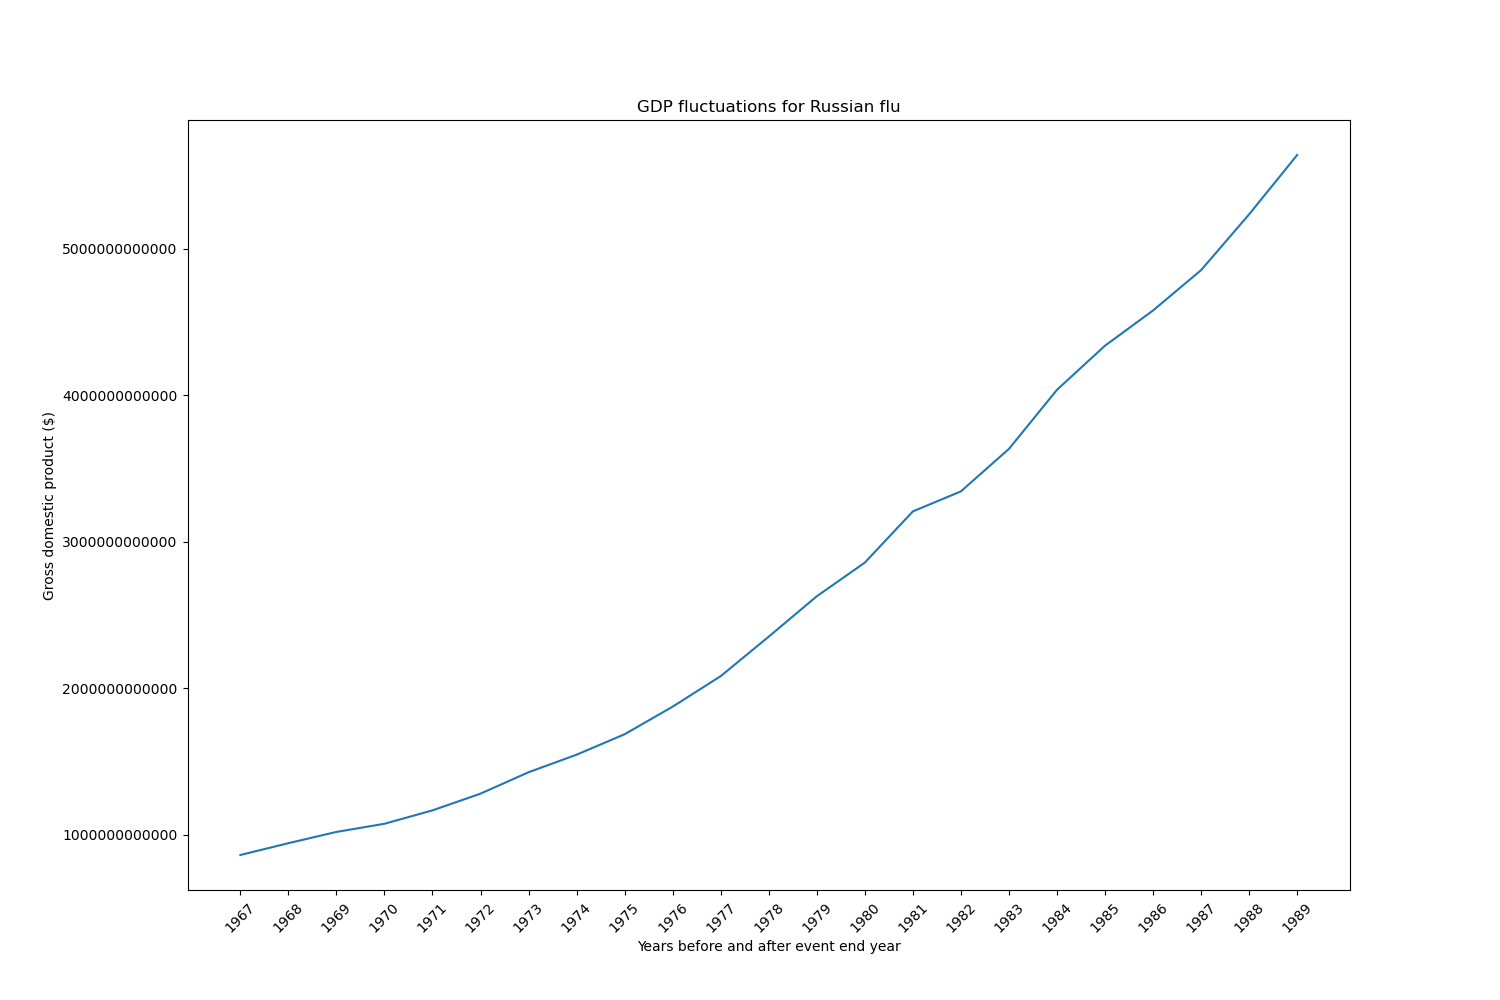 GDP fluctuations for Russian flu
Gross domestic product ($)
5000000000000
4000000000000
3000000000000
2000000000000
1000000000000
1967 1968 1969 1970 1971 1972 1973 1974 1975 1976 1977 1978 1979 1980 1981 1982 1983 1984 1985 1986 1987 1988 1989
Years before and after event end year